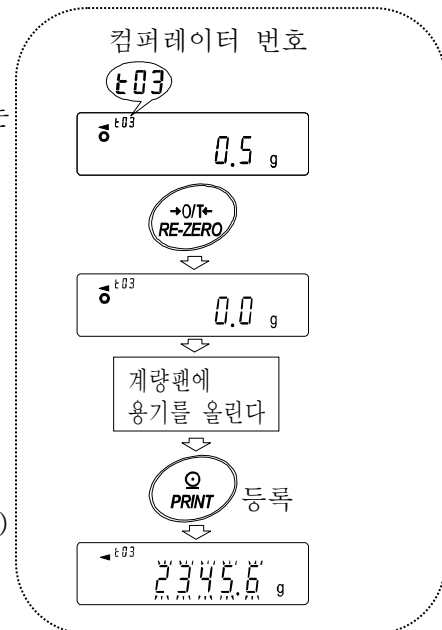 컴퍼레이터 번호
t03
t03
0.5 g
→0/T←
RE-ZERO
t03
0.0 g
계량팬에
용기를 올린다
PRINT 등록
t03
2345.6 g
)